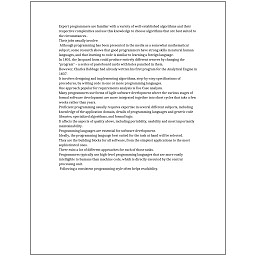 Expert programmers are familiar with a variety of well-established algorithms and their
respective complexities and use this knowledge to choose algorithms that are best suited to
the circumstances.
Their jobs usually involve:
Although programming has been presented in the media as a somewhat mathematical
subject, some research shows that good programmers have strong skills in natural human
languages, and that learning to code is similar to learning a foreign language.
In 1801, the Jacquard loom could produce entirely different weaves by changing the
"program" – a series of pasteboard cards with holes punched in them.
However, Charles Babbage had already written his first program for the Analytical Engine in
1837.
It involves designing and implementing algorithms, step-by-step specifications of
procedures, by writing code in one or more programming languages.
One approach popular for requirements analysis is Use Case analysis.
Many programmers use forms of Agile software development where the various stages of
formal software development are more integrated together into short cycles that take a few
weeks rather than years.
Proficient programming usually requires expertise in several different subjects, including
knowledge of the application domain, details of programming languages and generic code
libraries, specialized algorithms, and formal logic.
It affects the aspects of quality above, including portability, usability and most importantly
maintainability.
Programming languages are essential for software development.
Ideally, the programming language best suited for the task at hand will be selected.
They are the building blocks for all software, from the simplest applications to the most
sophisticated ones.
There exist a lot of different approaches for each of those tasks.
Programmers typically use high-level programming languages that are more easily
intelligible to humans than machine code, which is directly executed by the central
processing unit.
Following a consistent programming style often helps readability.